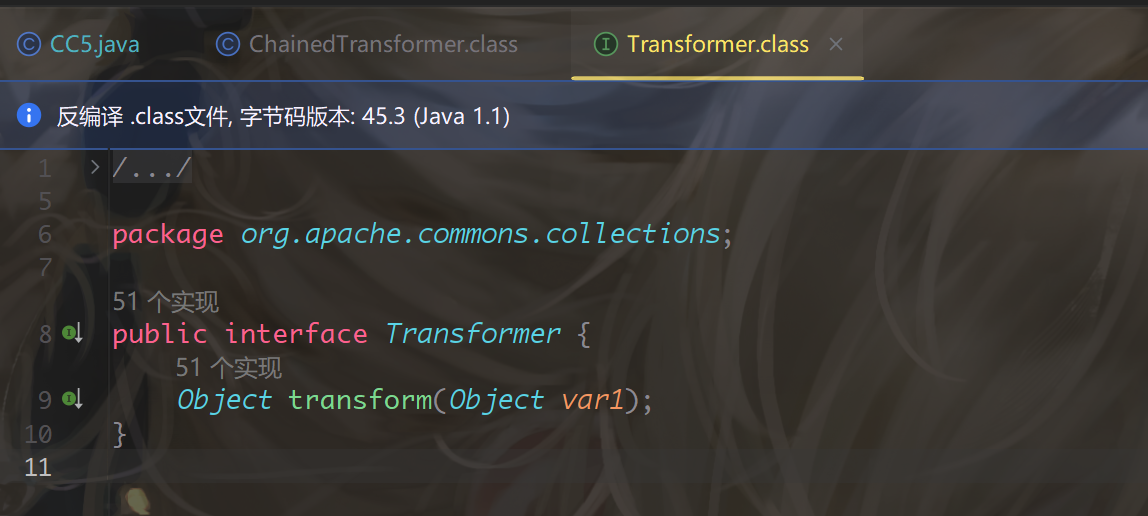 CC5.java ChainedTransformer.class Transformer.class
反编译 .class文件, 字节码版本: 45.3 (Java 1.1)
1 /.../
5
6 package org.apache.commons.collections;
7
51 个实现
8 public interface Transformer {
51 个实现
9 Object transform(Object var1);
10 }
11